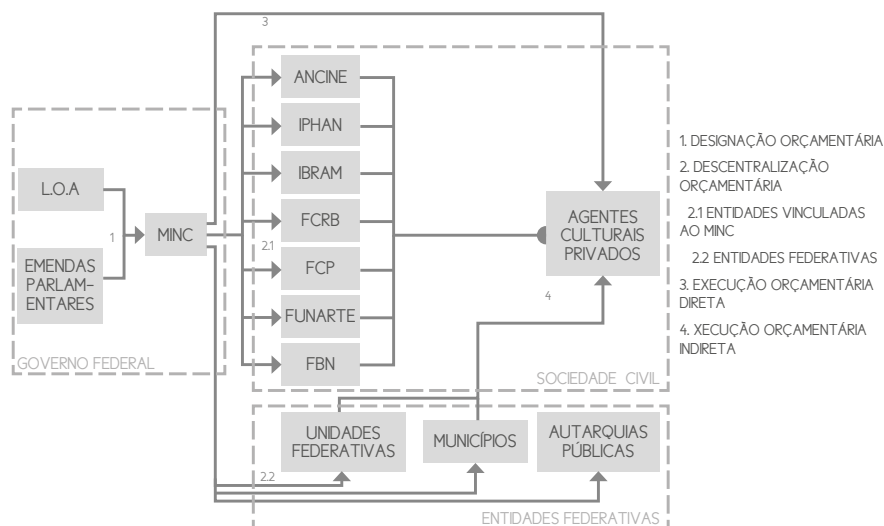 3
ANCINE
IPHAN
IBRAM
FCRB
2.1
FCP
FUNARTE
FBN
L.O.A
1
MINC
EMENDAS
PARLAM-
ENTARES
GOVERNO FEDERAL
AGENTES
CULTURAIS
PRIVADOS
4
SOCIEDADE CIVIL
UNIDADES
FEDERATIVAS
MUNICÍPIOS
AUTARQUIAS
PÚBLICAS
2.2
ENTIDADES FEDERATIVAS
1. DESIGNAÇÃO ORÇAMENTÁRIA
2. DESCENTRALIZAÇÃO
ORÇAMENTÁRIA
2.1 ENTIDADES VINCULADAS
AO MINC
2.2 ENTIDADES FEDERATIVAS
3. EXECUÇÃO ORÇAMENTÁRIA
DIRETA
4. XECUÇÃO ORÇAMENTÁRIA
INDIRETA